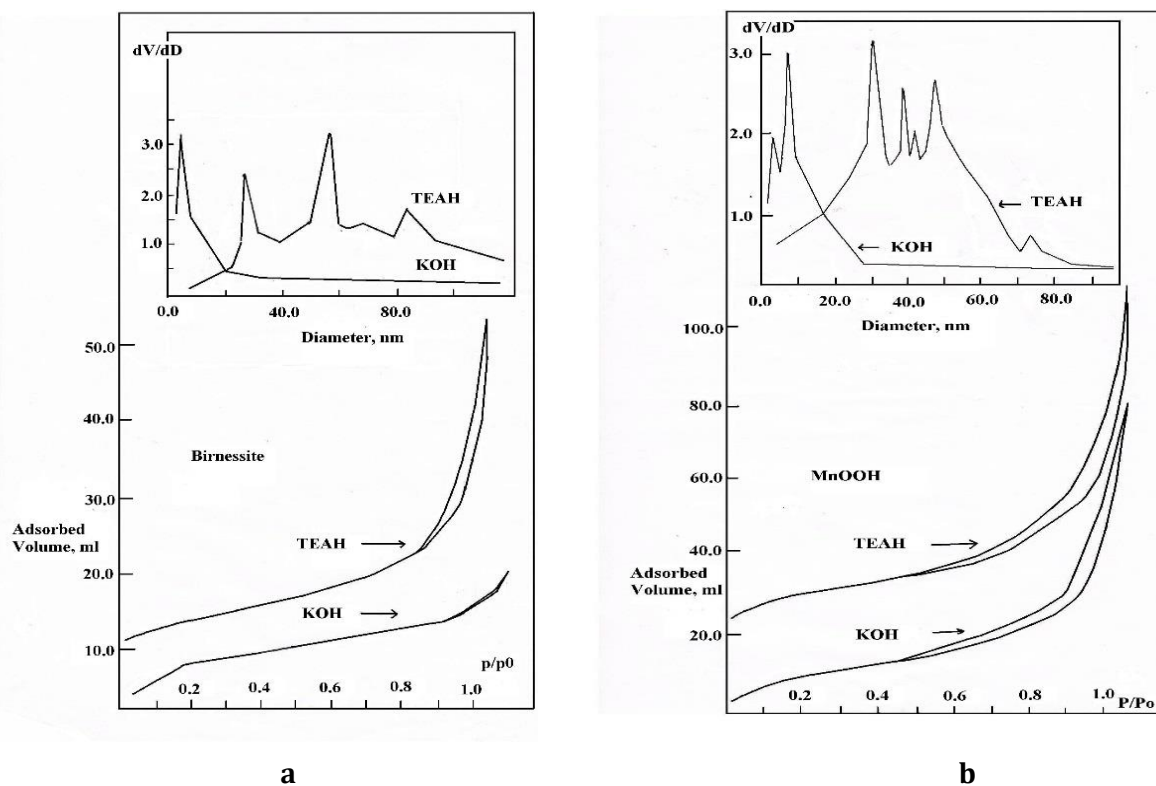 dV/dD
3.0
2.0
1.0
TEAH
KOH
0.0
40.0
80.0
Diameter, nm
50.0
40.0
Birnessite
30.0
Adsorbed
Volume, ml
TEAH
20.0
KOH
10.0
p/p0
0.2
0.4
0.6
0.8
1.0
a
dV/dD
3.0
2.0
1.0
TEAH
KOH
0.0
20.0
40.0
60.0
80.0
Diameter, nm
100.0
80.0
MnOOH
60.0
TEAH
40.0
Adsorbed
Volume, ml
KOH
20.0
0.2
0.4
0.6
0.8
1.0
P/Po
b